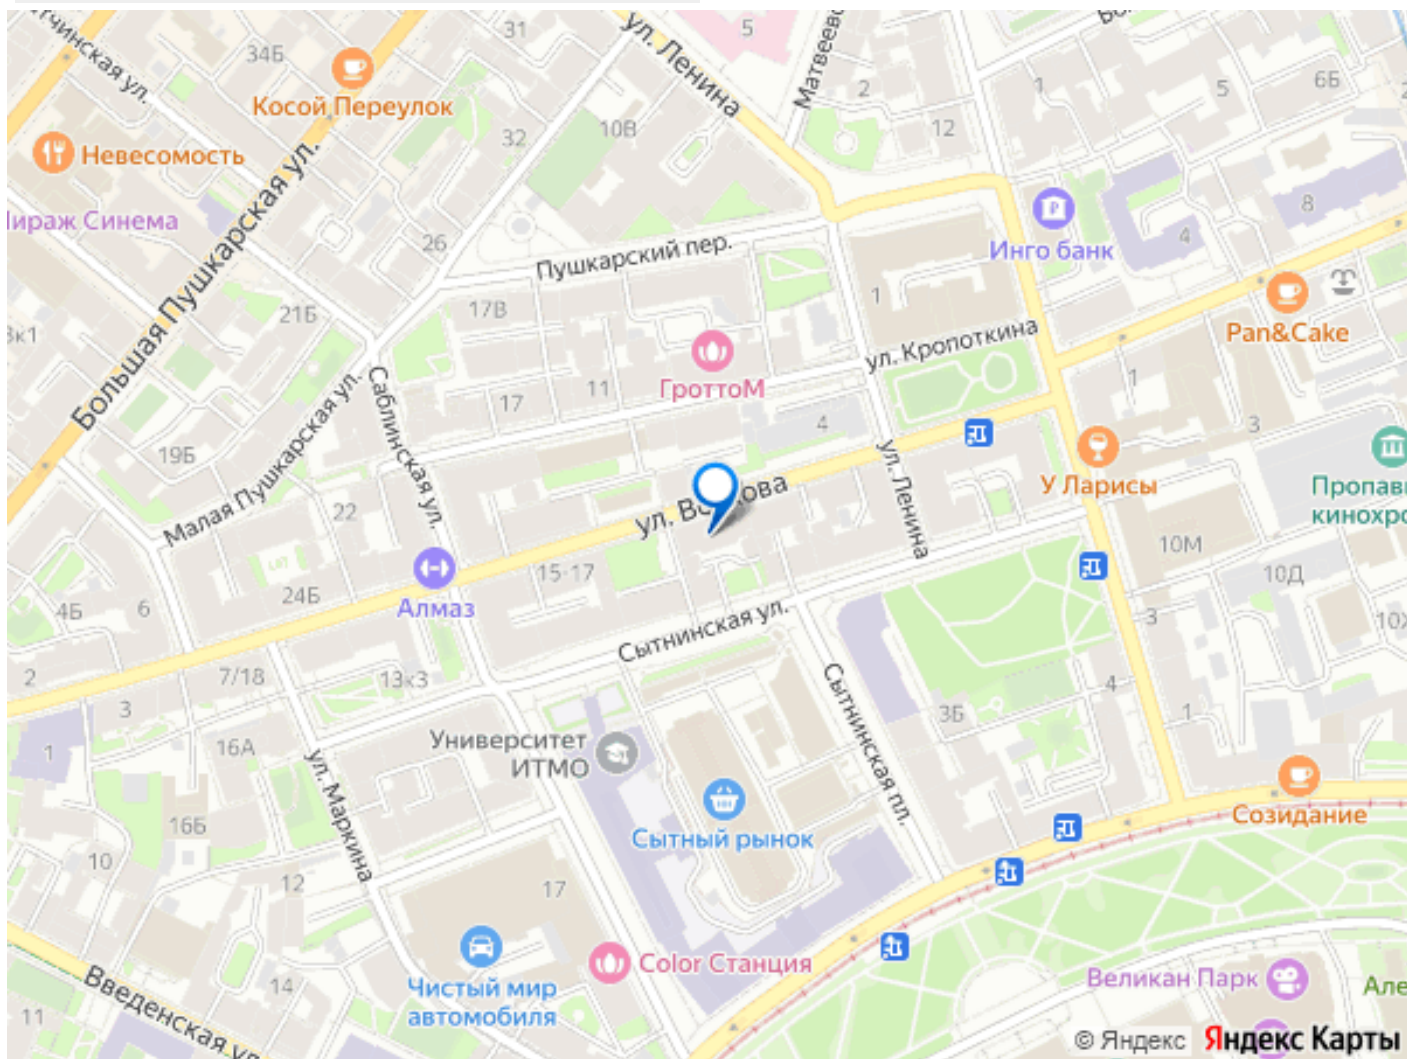 31
5
ул. Ленина
Матвеевс
34Б
Косой Переулок
10В
32
2
12
1
5
6Б
Невесомость
Большая Пушкарская ул.
26
Пушкарский пер.
8
4
Инго банк
21Б
17В
1
Pan&Cake
ГроттоМ
ул. Кропоткина
Саблинская ул.
17
11
4
1
3
19Б
Малая Пушкарская ул.
22
ул. Ленина
У Ларисы
10М
10Д
15-17
24Б
Алмаз
4Б
6
Сытнинская ул.
2
7/18
13к3
3
1
16А
3
4
3Б
1
Сытнинская пл.
Университет
ИТМО
ул. Маркина
Сытный рынок
Созидание
16Б
10
12
17
Чистый мир
автомобиля
Color Станция
Великан Парк
14
11
Введенская ул
© Яндекс Яндекс Карты